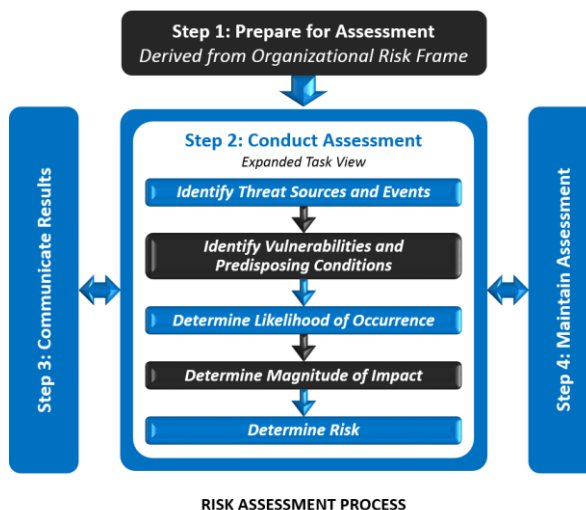 Step 1: Prepare for Assessment
Derived from Organizational Risk Frame
Step 3: Communicate Results
Step 2: Conduct Assessment
Expanded Task View
Identify Threat Sources and Events
Identify Vulnerabilities and
Predisposing Conditions
Determine Likelihood of Occurrence
Determine Magnitude of Impact
Determine Risk
Step 4: Maintain Assessment
RISK ASSESSMENT PROCESS